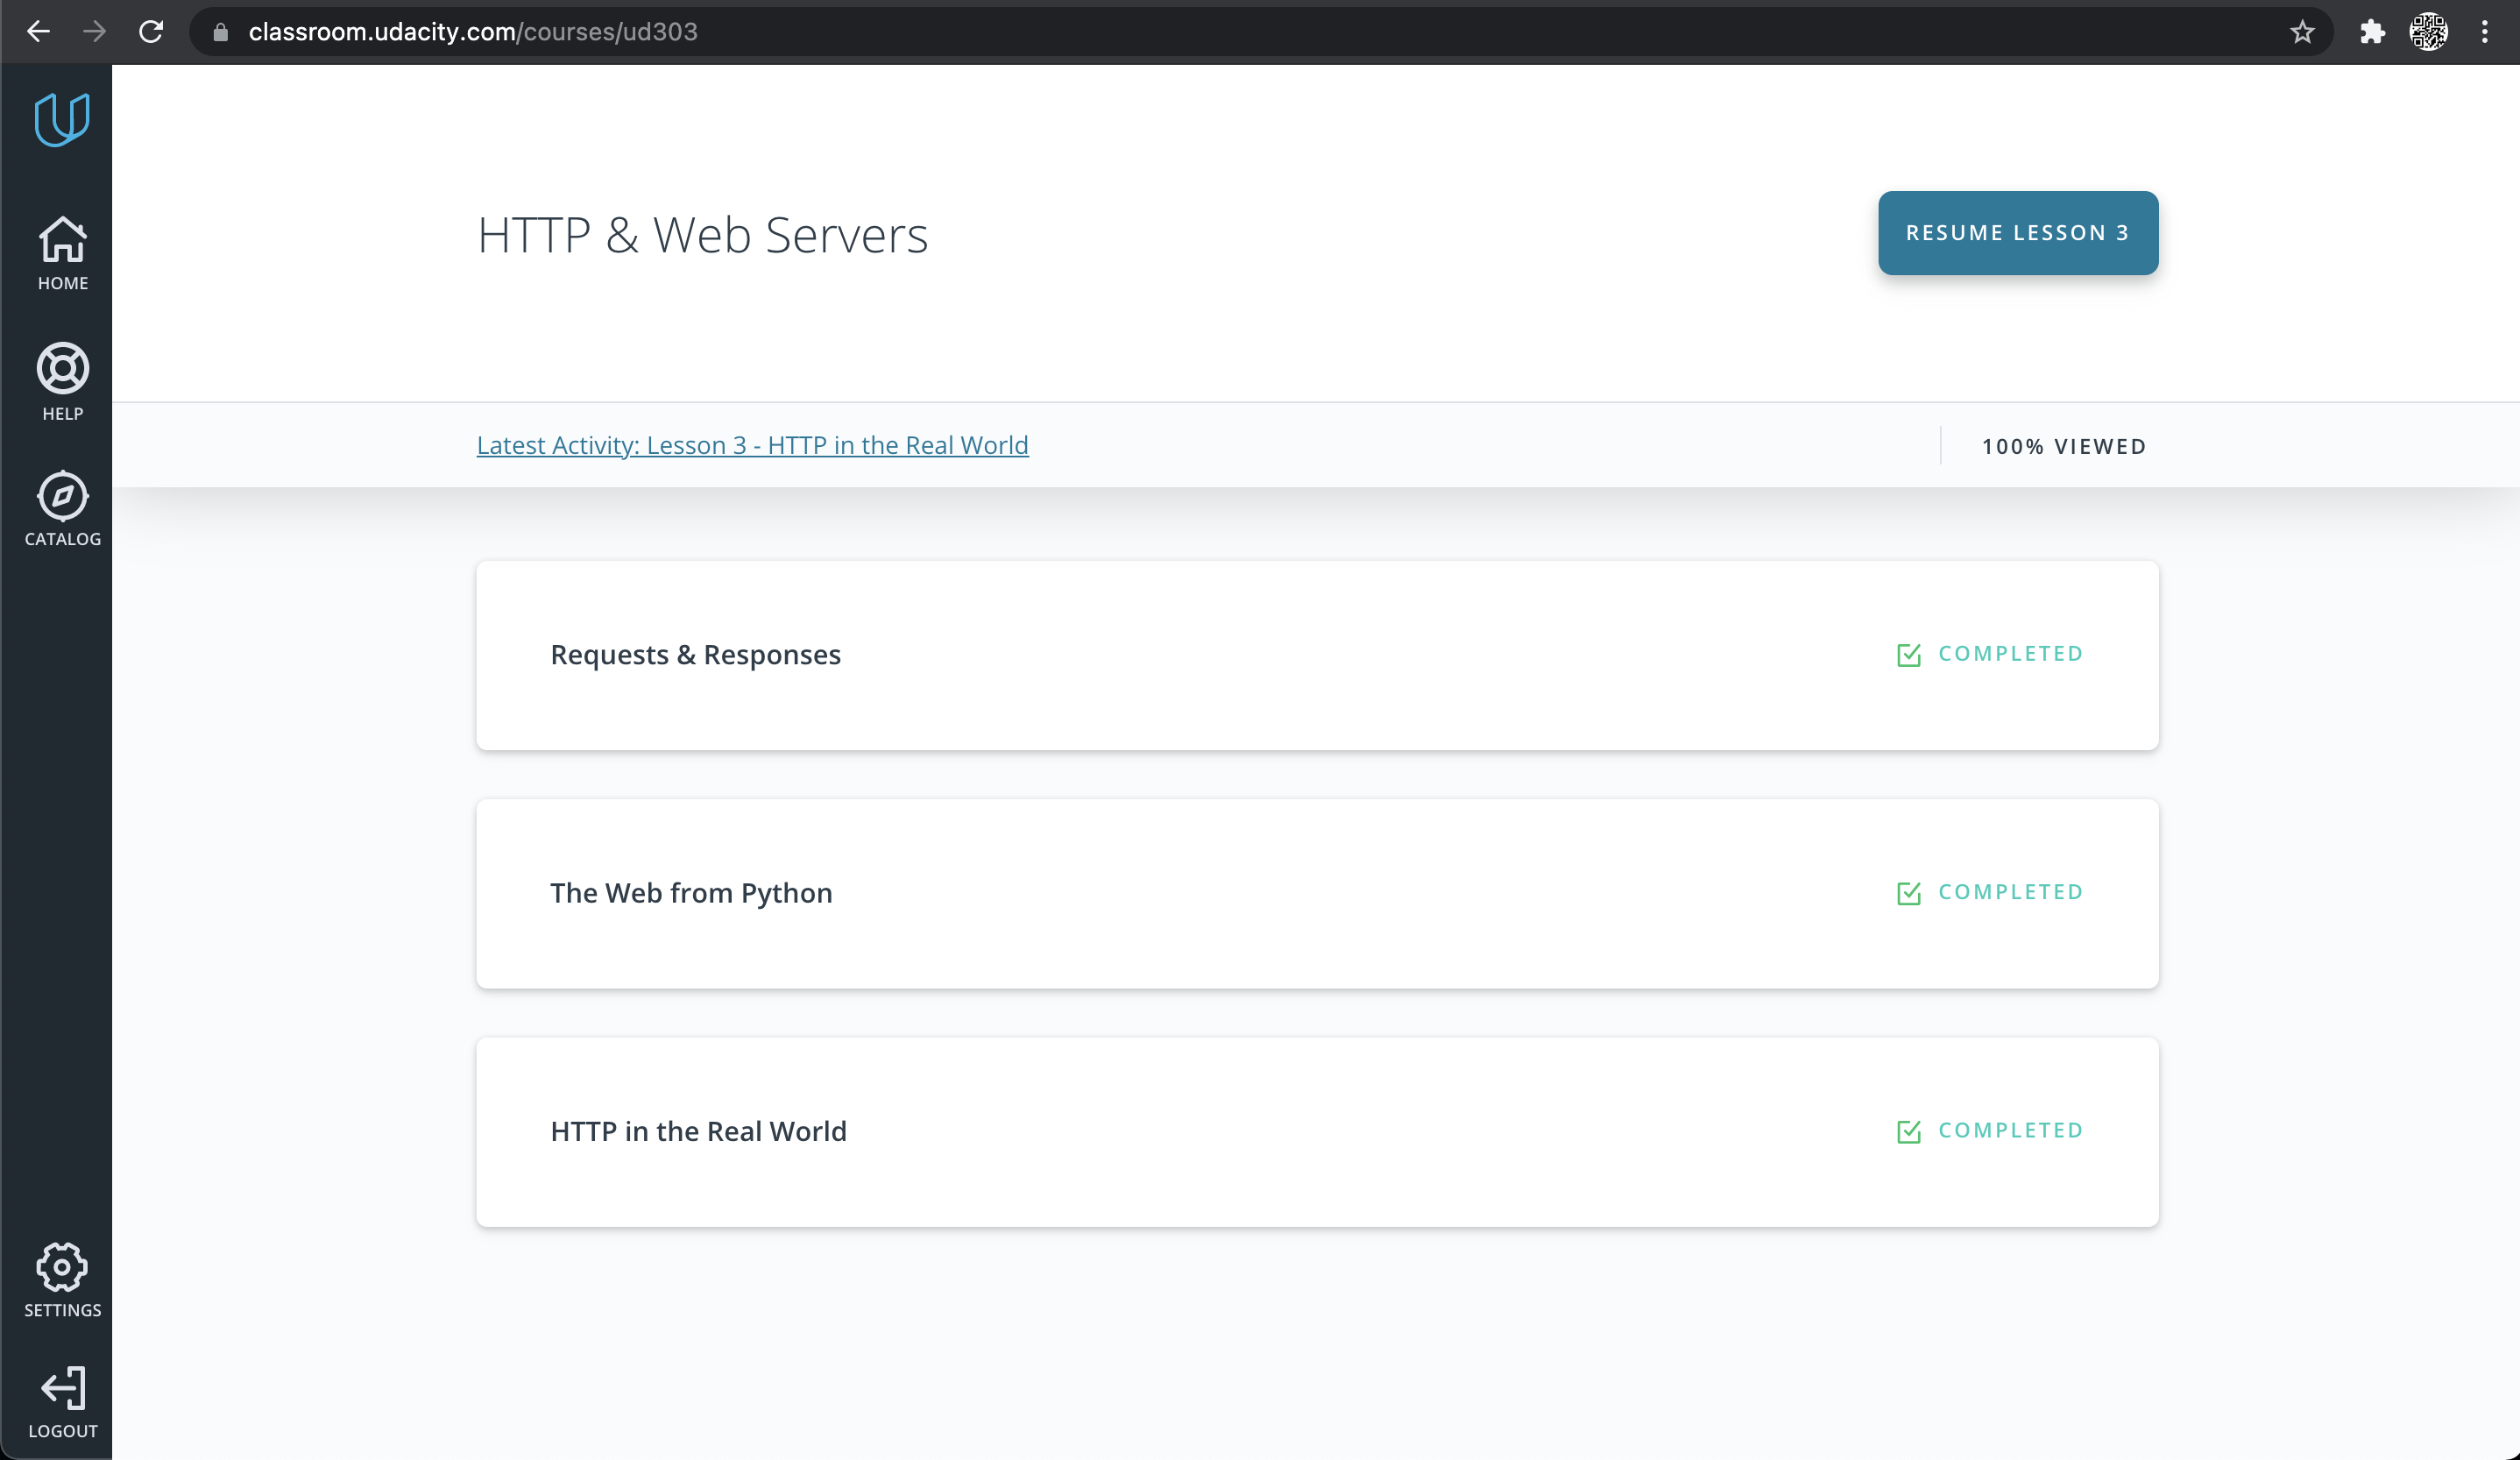 classroom.udacity.com/courses/ud303
HOME
HELP
CATALOG
SETTINGS
LOGOUT
HTTP & Web Servers
RESUME LESSON 3
Latest Activity: Lesson 3 - HTTP in the Real World
100% VIEWED
Requests & Responses
COMPLETED
The Web from Python
COMPLETED
HTTP in the Real World
COMPLETED